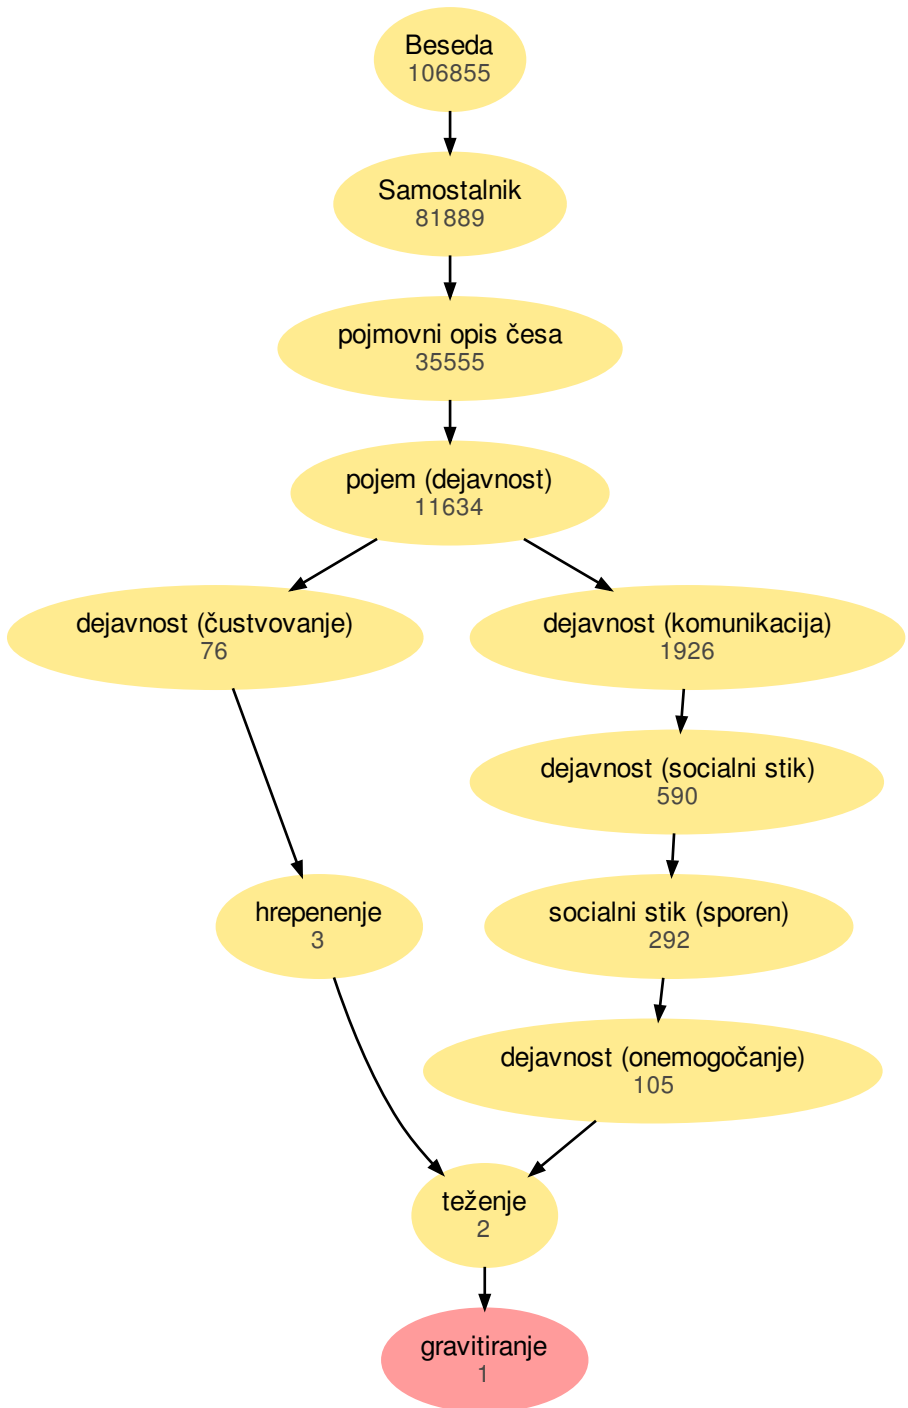 Beseda
106855
Samostalnik
81889
pojmovni opis česa
35555
pojem (dejavnost)
11634
dejavnost (čustvovanje)
76
dejavnost (komunikacija)
1926
dejavnost (socialni stik)
590
hrepenenje
3
socialni stik (sporen)
292
dejavnost (onemogočanje)
105
teženje
2
gravitiranje
1